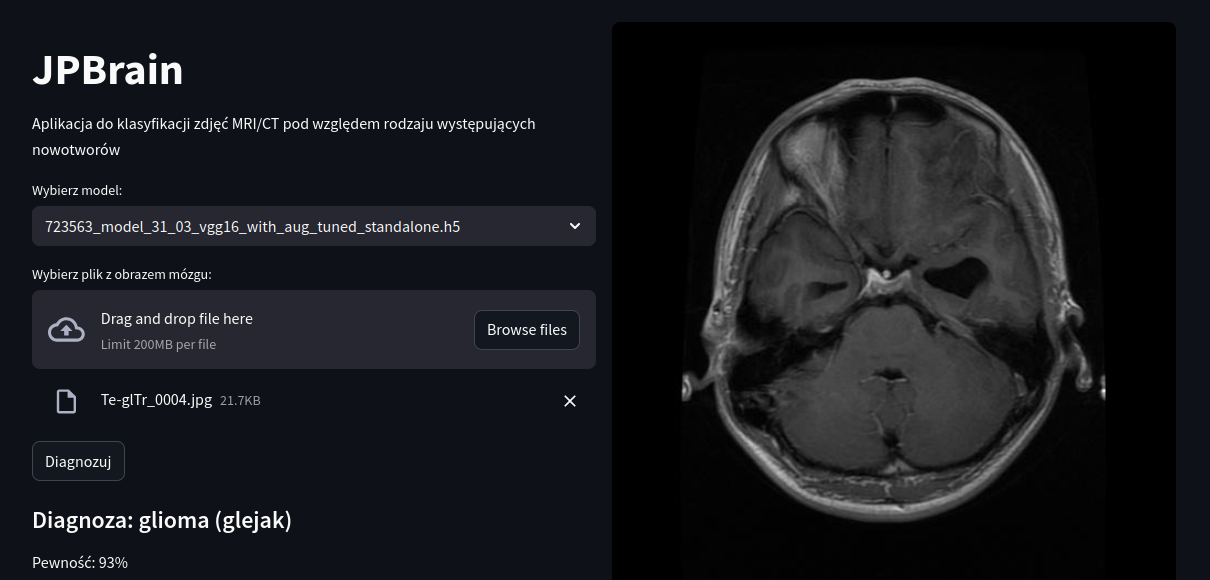 JPBrain
Aplikacja do klasyfikacji zdjęć MRI/CT pod względem rodzaju występujących
nowotworów
Wybierz model:
723563_model_31_03_vgg16_with_aug_tuned_standalone.h5
Wybierz plik z obrazem mózgu:
Drag and drop file here
Limit 200MB per file
Browse files
Te-glTr_0004.jpg 21.7KB
Diagnozuj
Diagnoza: glioma (glejak)
Pewność: 93%